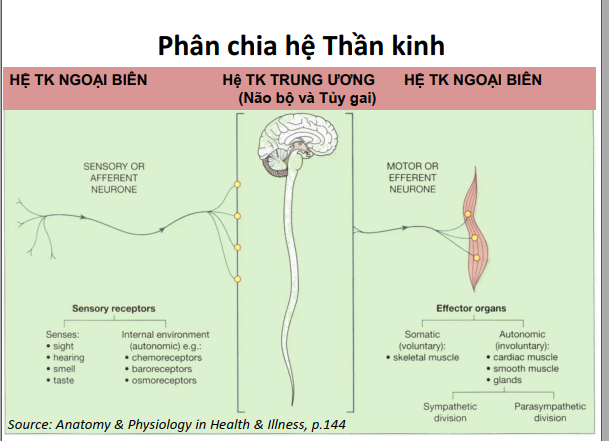 Phân chia hệ Thần kinh
HỆ TK NGOẠI BIÊN
Hệ TK TRUNG ƯƠNG
(Não bộ và Tủy gai)
HỆ TK NGOẠI BIÊN
SENSORY OR
AFFERENT
NEURONE
MOTOR OR
EFFERENT
NEURONE
Sensory receptors
Senses:
• sight
• hearing
• smell
• taste
Internal environment
(autonomic) e.g.:
• chemoreceptors
• baroreceptors
• osmoreceptors
Effector organs
Somatic
(voluntary):
• skeletal muscle
Autonomic
(involuntary):
• cardiac muscle
• smooth muscle
• glands
Sympathetic
division
Parasympathetic
division
Source: Anatomy & Physiology in Health & Illness, p.144